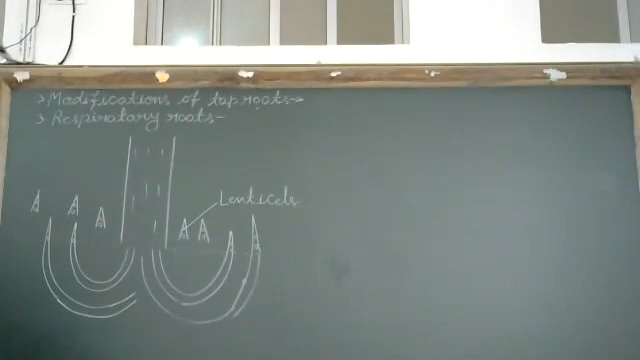 > Modifications of tap roots→
> Respiratory roots-
Lenticels